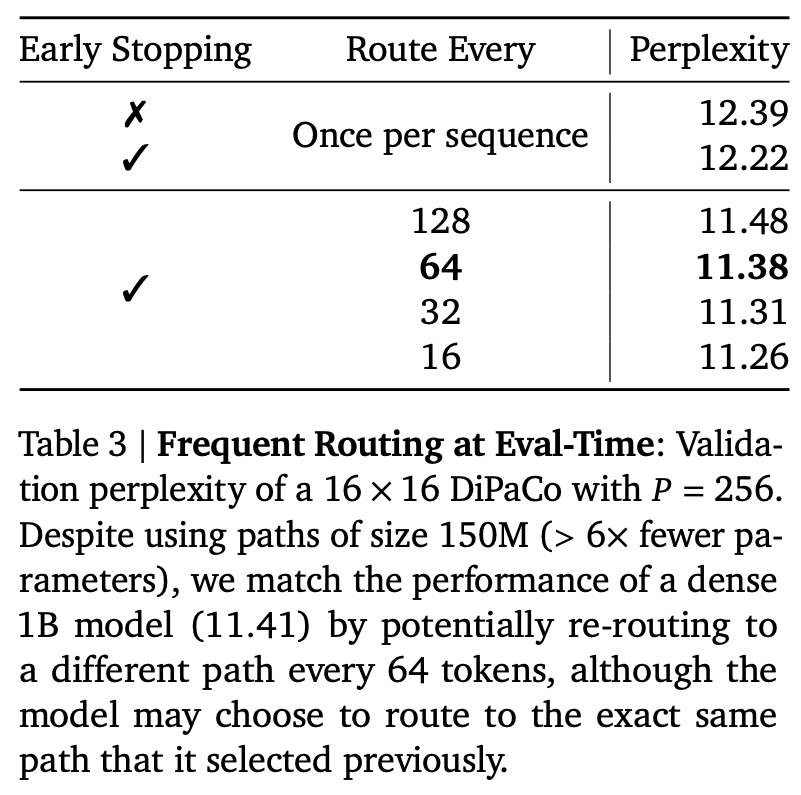 Early Stopping Route Every Perplexity
✗ 12.39
Once per sequence
✓ 12.22
128 11.48
64 11.38
✓
32 11.31
16 11.26
Table 3 | Frequent Routing at Eval-Time: Valida-
tion perplexity of a 16 × 16 DiPaCo with P = 256.
Despite using paths of size 150M (> 6× fewer pa-
rameters), we match the performance of a dense
1B model (11.41) by potentially re-routing to
a different path every 64 tokens, although the
model may choose to route to the exact same
path that it selected previously.